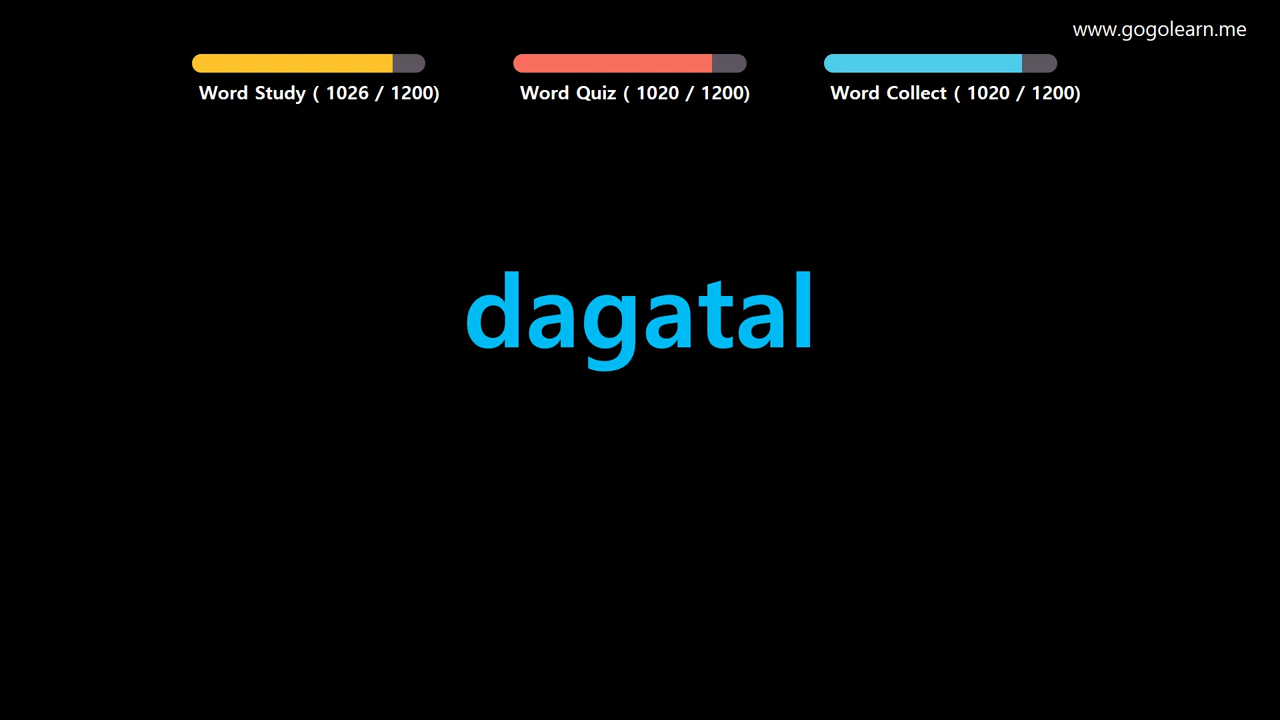 www.gogolearn.me
Word Study ( 1026 / 1200)
Word Quiz ( 1020 / 1200)
Word Collect ( 1020 / 1200)
dagatal